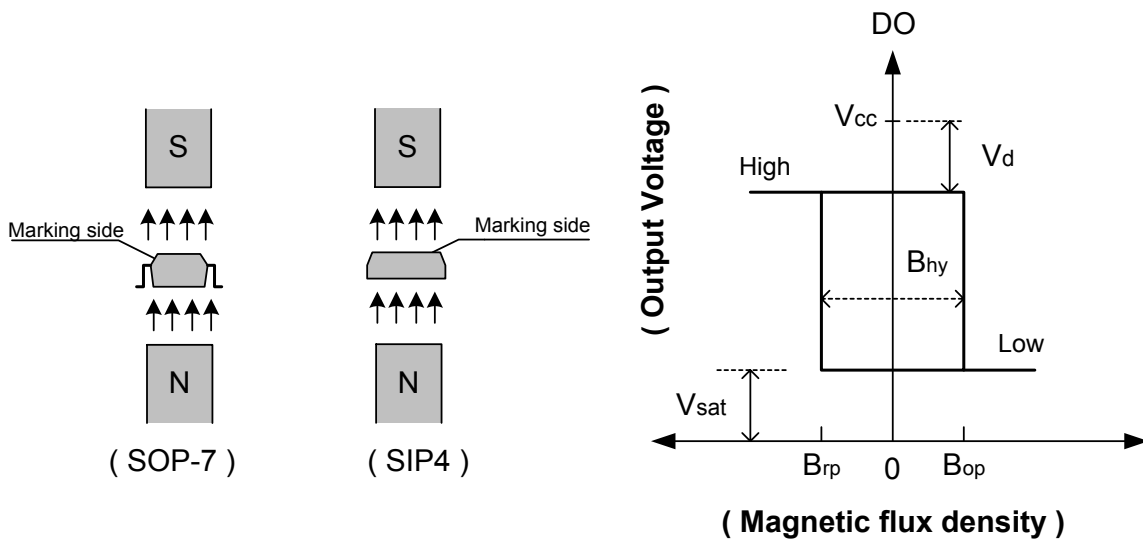 S
Marking side
N
( SOP-7 )
S
Marking side
N
( SIP4 )
DO
( Output Voltage )
Vcc
Vd
High
Bhy
Low
Vsat
Brp
0
Bop
( Magnetic flux density )